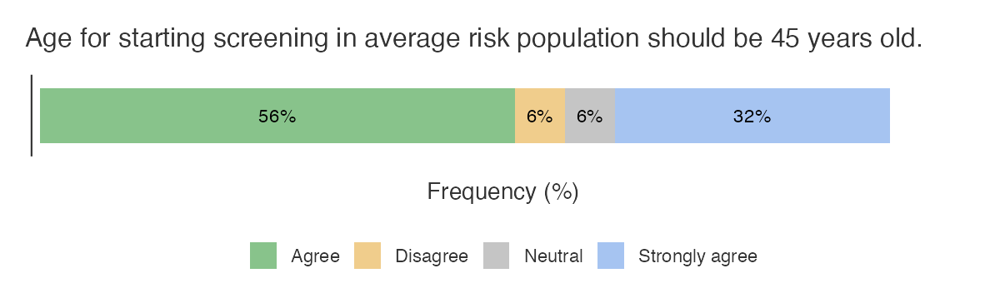 Age for starting screening in average risk population should be 45 years old.
56% 6% 6% 32%
Frequency (%)
Agree Disagree Neutral Strongly agree